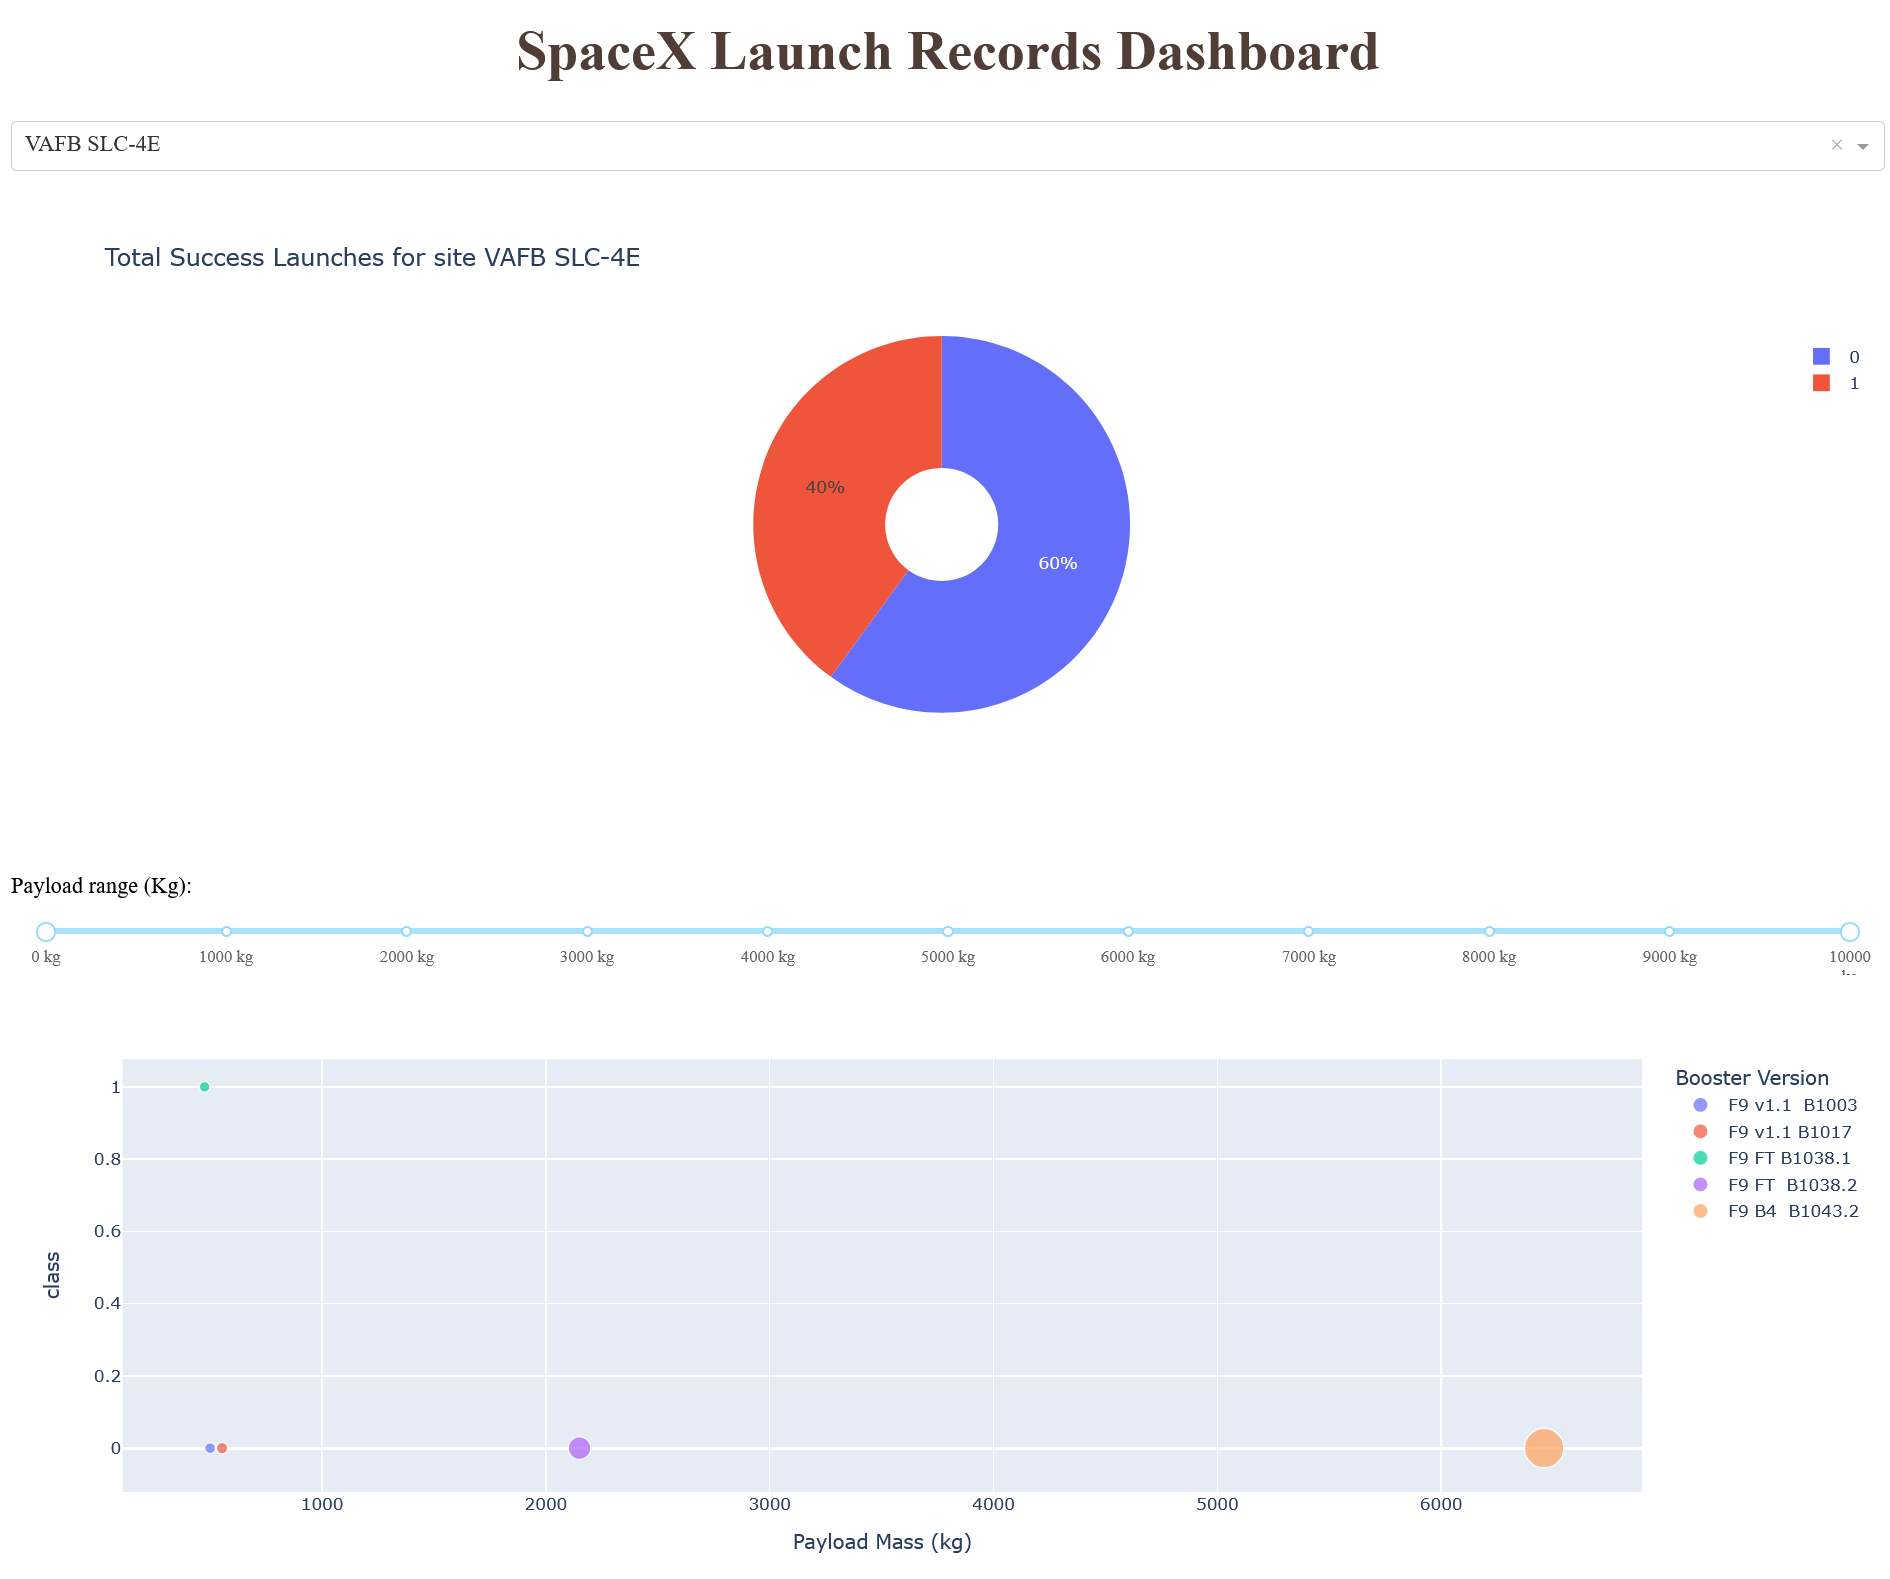 SpaceX Launch Records Dashboard
VAFB SLC-4E
×
Total Success Launches for site VAFB SLC-4E
0
1
40%
60%
Payload range (Kg):
0 kg 1000 kg 2000 kg 3000 kg 4000 kg 5000 kg 6000 kg 7000 kg 8000 kg 9000 kg 10000
Booster Version
F9 v1.1  B1003
F9 v1.1 B1017
F9 FT B1038.1
F9 FT  B1038.2
F9 B4  B1043.2
1
0.8
0.6
0.4
0.2
0
class
1000 2000 3000 4000 5000 6000
Payload Mass (kg)